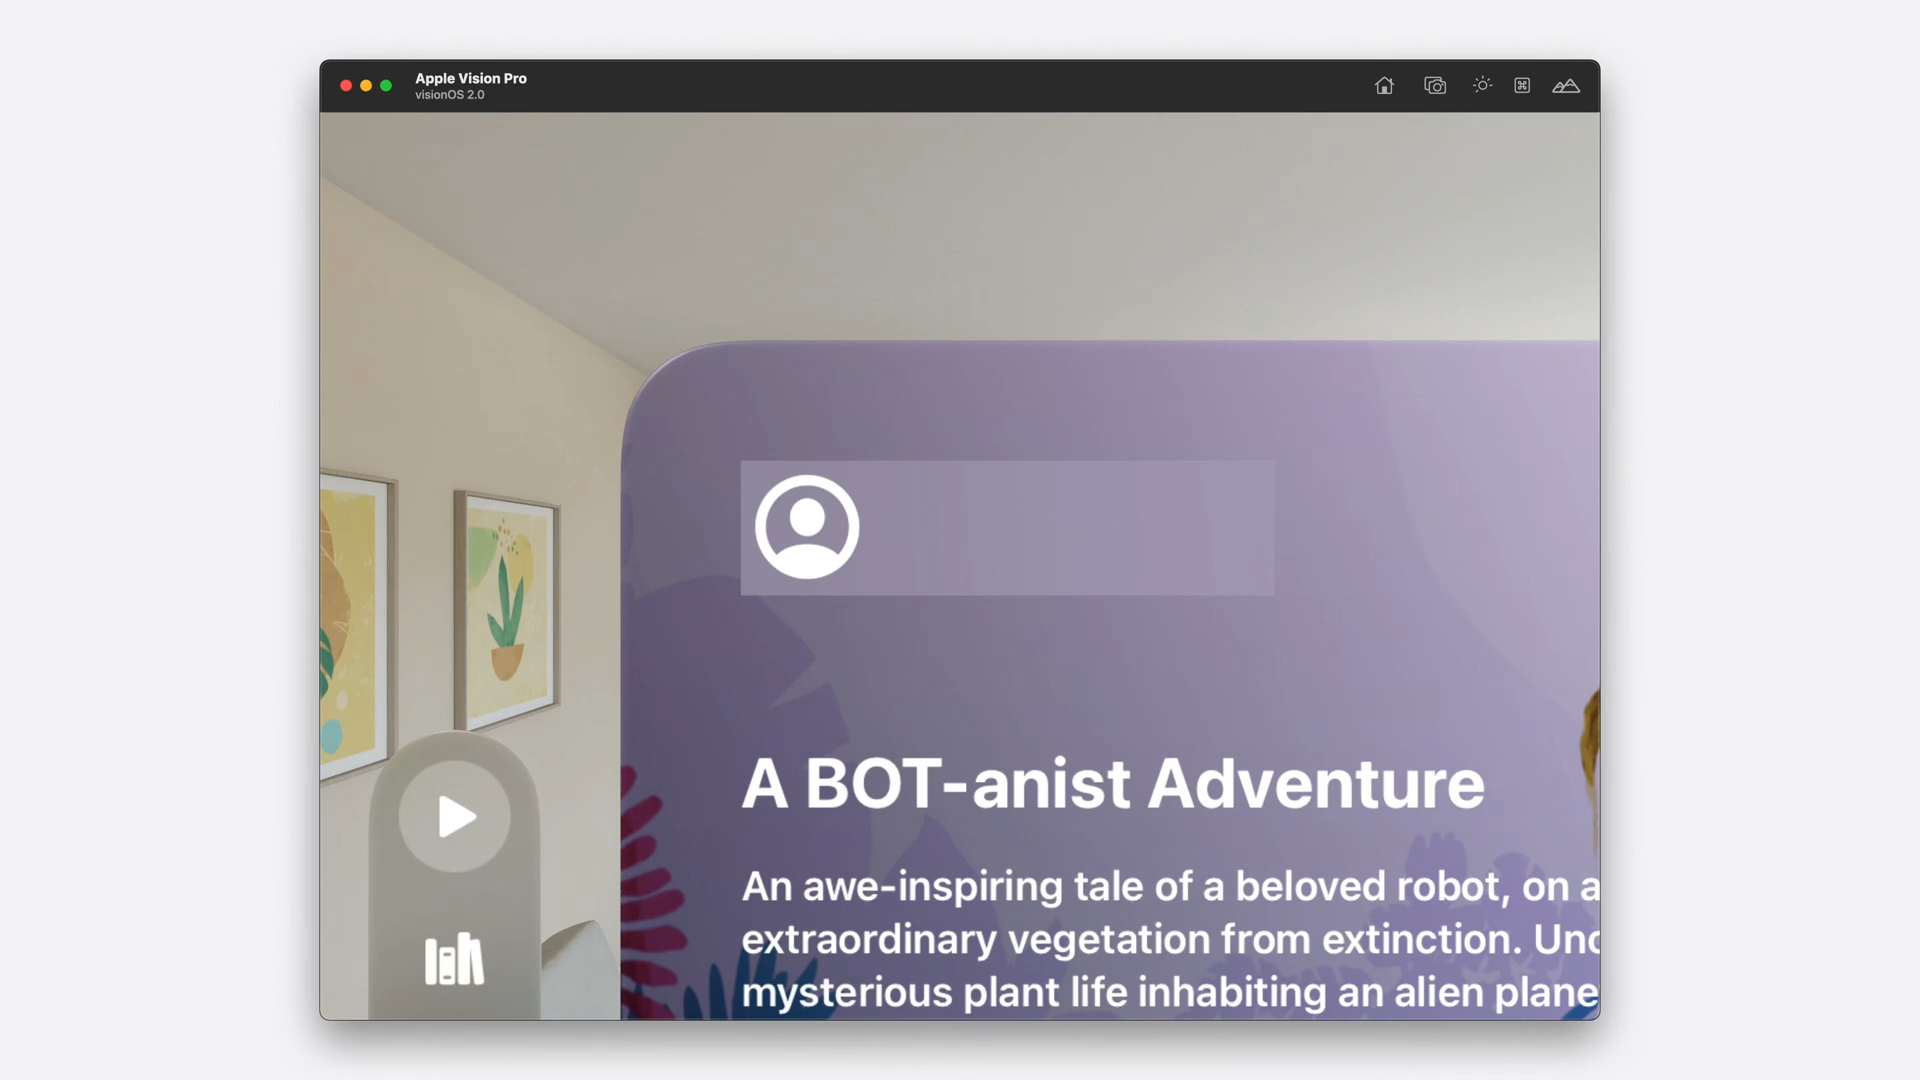 Apple Vision Pro
visionOS 2.0
A BOT-anist Adventure
An awe-inspiring tale of a beloved robot, on a
extraordinary vegetation from extinction.
mysterious plant life inhabiting an alien